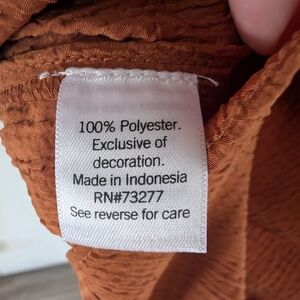 100% Polyester.
Exclusive of
decoration.
Made in Indonesia
RN#73277
See reverse for care